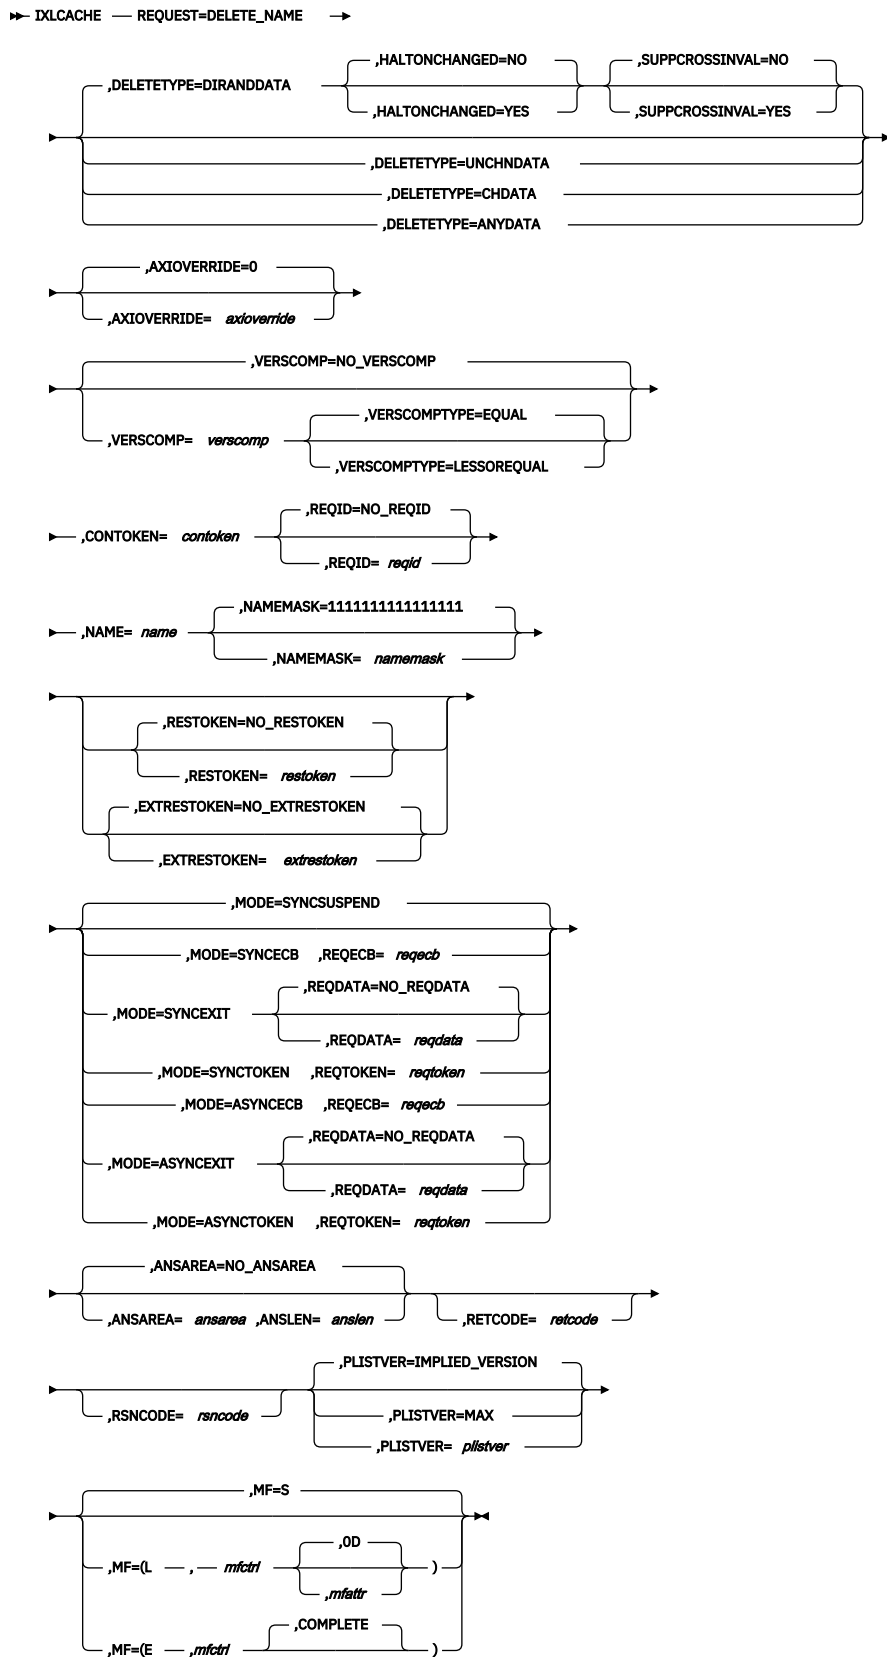 IXLCACHE REQUEST=DELETE_NAME
,HALTONCHANGED=NO ,SUPPCROSSINVAL=NO
,DELETETYPE=DIRANDDATA
,HALTONCHANGED=YES ,SUPPCROSSINVAL=YES
,DELETETYPE=UNCHNDATA
,DELETETYPE=CHDATA
,DELETETYPE=ANYDATA
,AXIOVERRIDE=0
,AXIOVERRIDE= axioverride
,VERSCOMP=NO_VERSCOMP
,VERSCOMPTYPE=EQUAL
,VERSCOMP= verscomp
,VERSCOMPTYPE=LESSOREQUAL
,REQID=NO_REQID
,CONTOKEN= contoken
,REQID= reqid
,NAMEMASK=1111111111111111
,NAME= name
,NAMEMASK= namemask
,RESTOKEN=NO_RESTOKEN
,RESTOKEN= restoken
,EXTRESTOKEN=NO_EXTRESTOKEN
,EXTRESTOKEN= extrestoken
,MODE=SYNCSUSPEND
,MODE=SYNCECB ,REQECB= reqecb
,REQDATA=NO_REQDATA
,MODE=SYNCEXIT
,REQDATA= reqdata
,MODE=SYNCTOKEN ,REQTOKEN= reqtoken
,MODE=ASYNCECB ,REQECB= reqecb
,REQDATA=NO_REQDATA
,MODE=ASYNCEXIT
,REQDATA= reqdata
,MODE=ASYNCTOKEN ,REQTOKEN= reqtoken
,ANSAREA=NO_ANSAREA
,ANSAREA= ansarea ,ANSLEN= anslen ,RETCODE= retcode
,PLISTVER=IMPLIED_VERSION
,RSNCODE= rsncode
,PLISTVER=MAX
,PLISTVER= plistver
,MF=S
,0D
,MF=(L , mfctrl )
,mfattr
,COMPLETE
,MF=(E ,mfctrl )